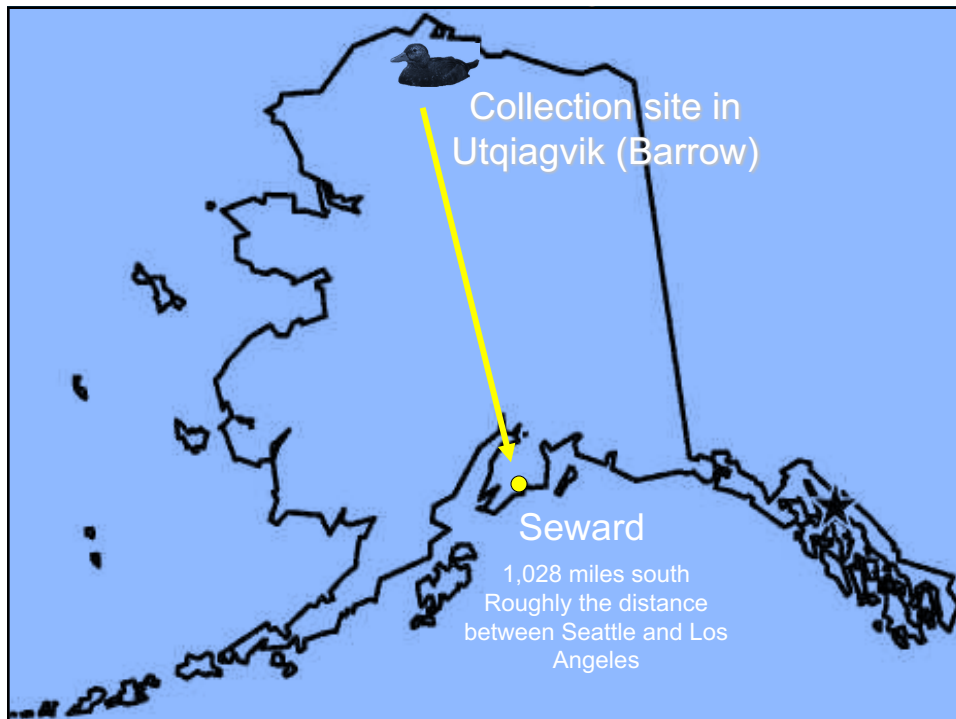 Collection site in
Utqiagvik (Barrow)
Seward
1,028 miles south
Roughly the distance
between Seattle and Los
Angeles